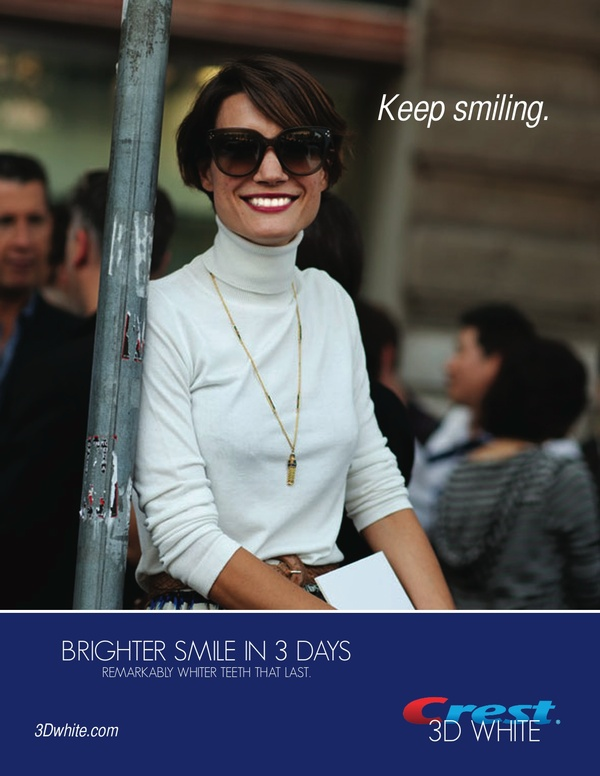 Keep smiling.
BRIGHTER SMILE IN 3 DAYS
REMARKABLY WHITER TEETH THAT LAST.
3Dwhite.com
Crest.
3D WHITE